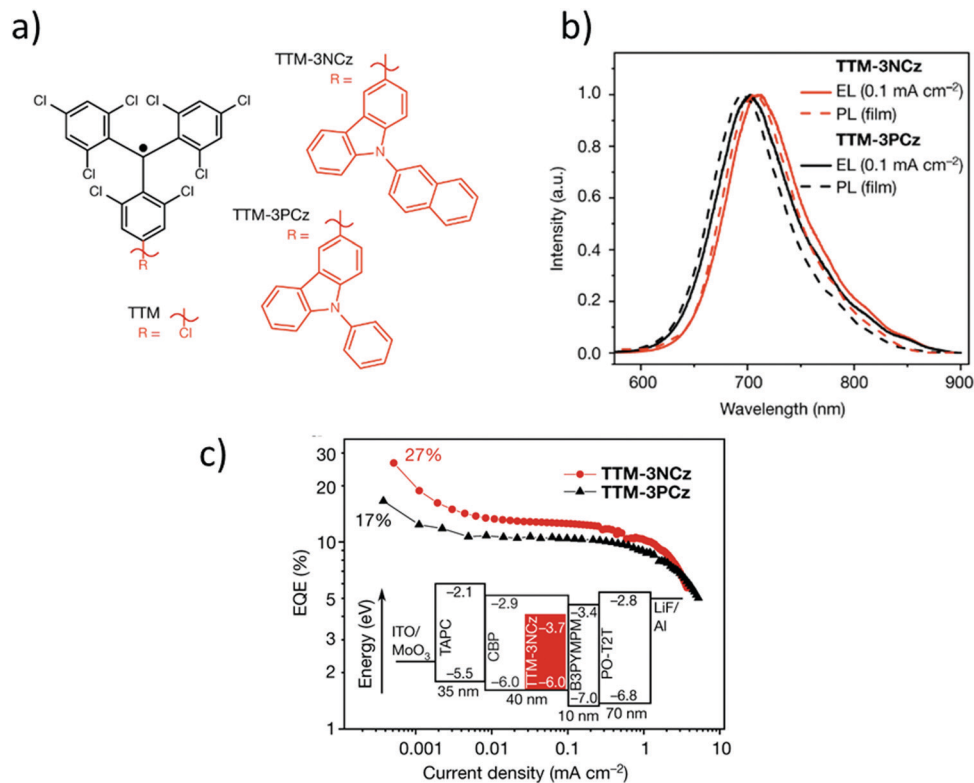 a)
TTM-3NCz
R =
Cl
Cl
Cl
Cl
Cl
Cl
Cl
Cl
N
TTM-3PCz
R =
R
N
TTM
R =
Cl
b)
TTM-3NCz
EL (0.1 mA cm⁻²)
PL (film)
TTM-3PCz
EL (0.1 mA cm⁻²)
PL (film)
Intensity (a.u.)
1.0
0.8
0.6
0.4
0.2
0.0
600 700 800 900
Wavelength (nm)
c)
27%
17%
TTM-3NCz
TTM-3PCz
EQE (%)
30
20
10
5
2
1
Energy (eV)
ITO/
MoO₃
−2.1
TAPC
−5.5
35 nm
−2.9
CBP
−6.0
TTM-3NCz
−3.7
−6.0
40 nm
−3.4
B3PYMPM
−7.0
10 nm
−2.8
PO-T2T
−6.8
70 nm
LiF/
Al
0.001 0.01 0.1 1 10
Current density (mA cm⁻²)